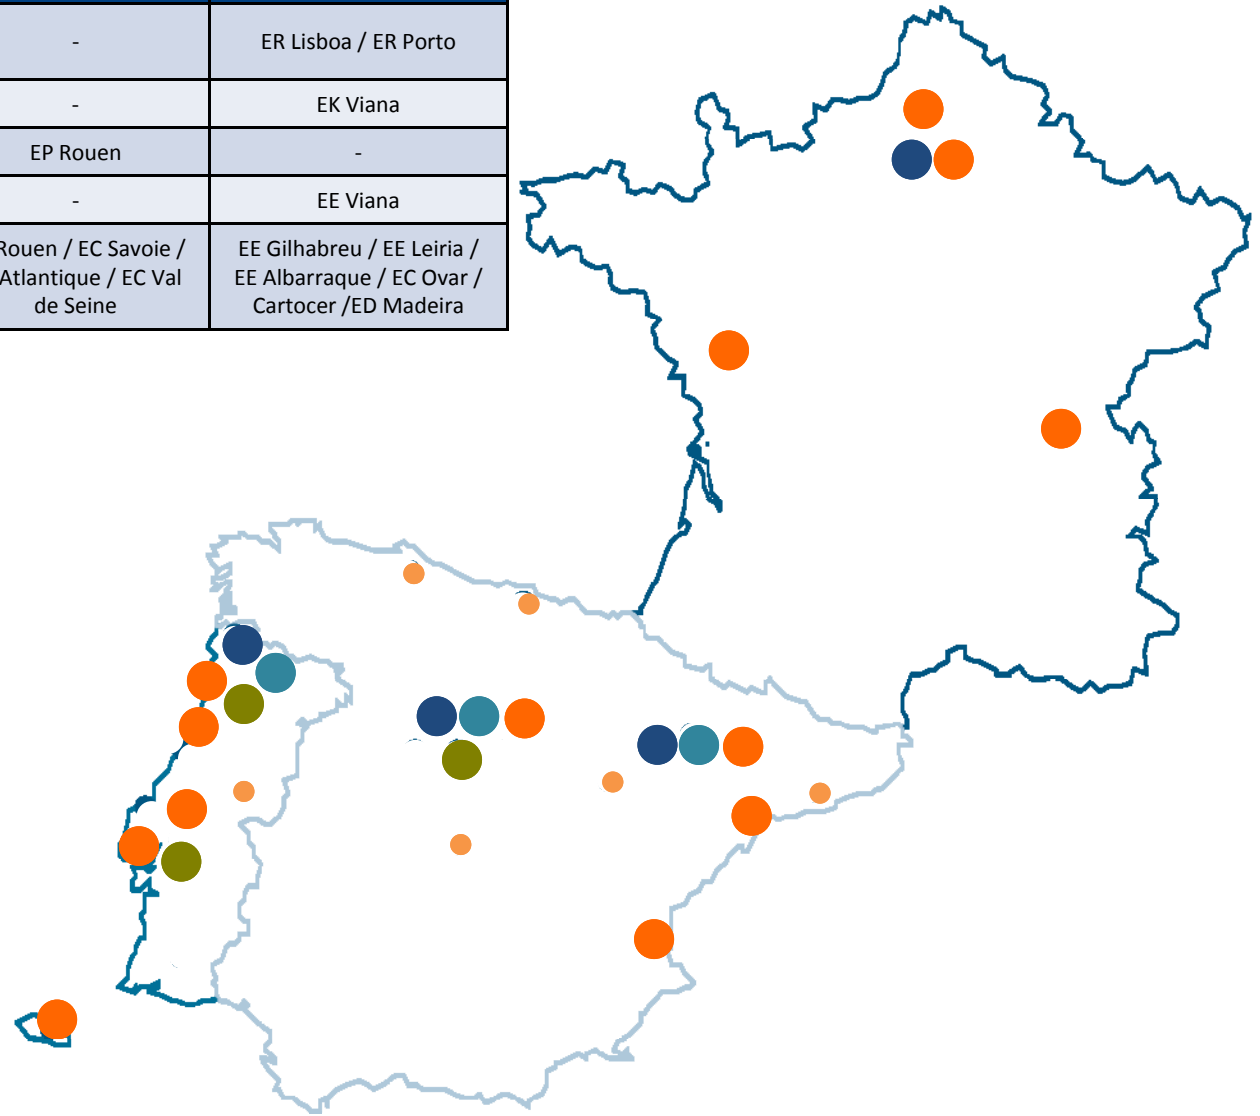 -
ER Lisboa / ER Porto
-
EK Viana
EP Rouen
-
-
EE Viana
Rouen / EC Savoie /
Atlantique / EC Val
de Seine
EE Gilhabreu / EE Leiria /
EE Albarraque / EC Ovar /
Cartocer /ED Madeira